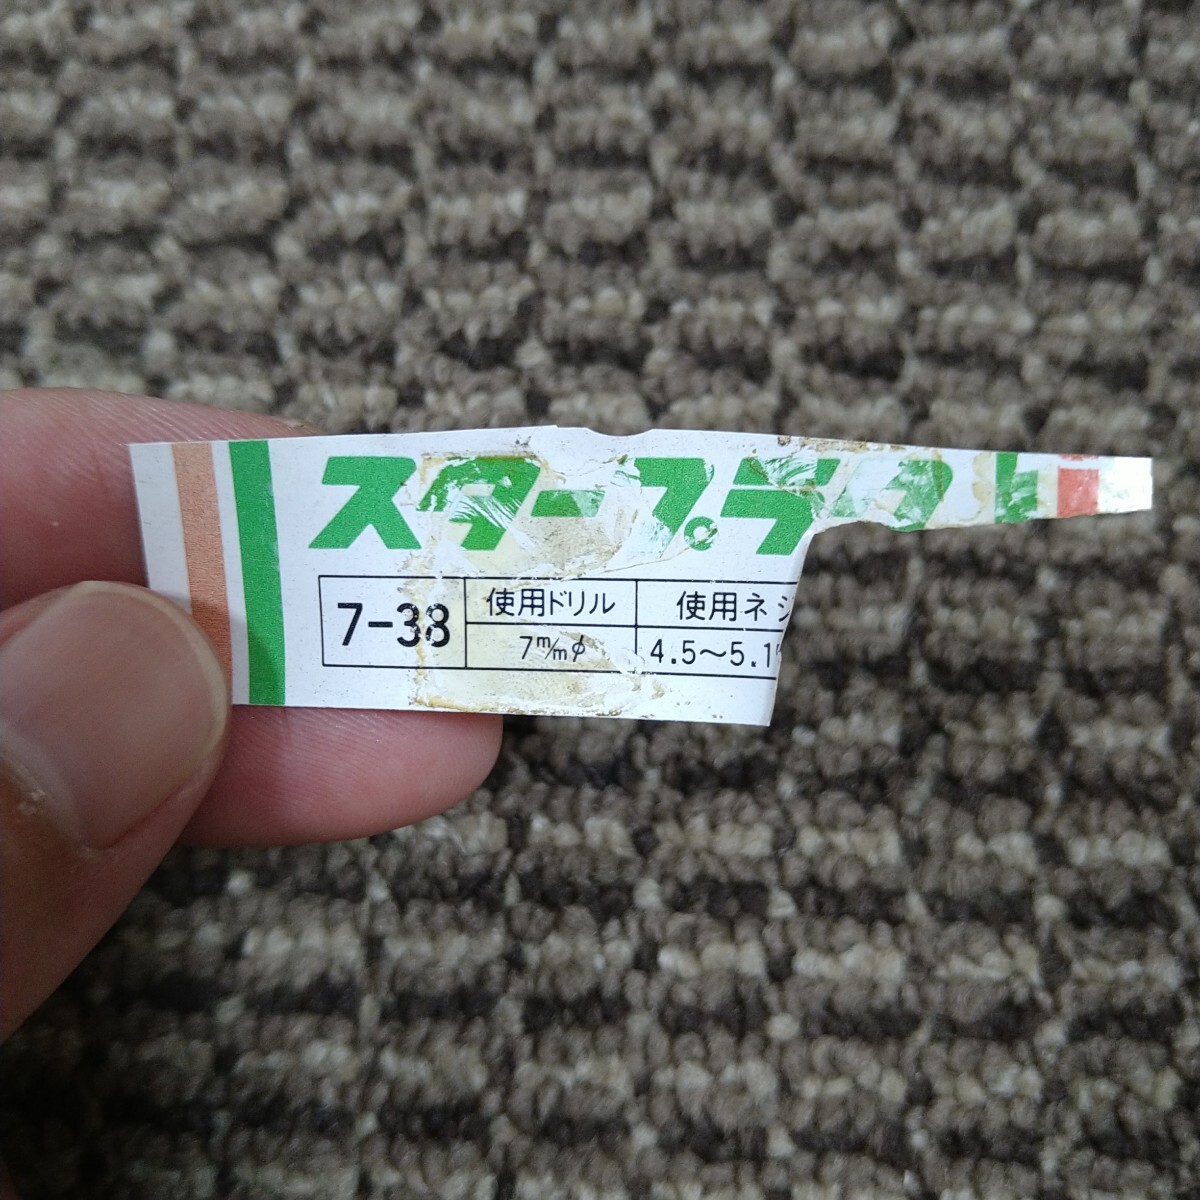 スタープラグ
7-38
使用ドリル
使用ネジ
7m/mφ
4.5～5.1